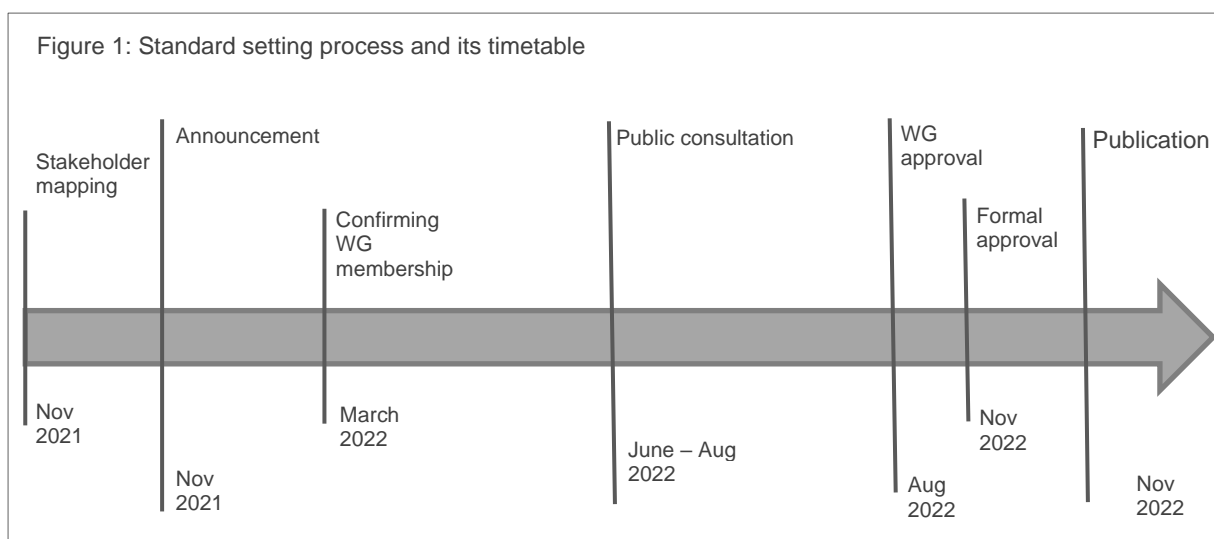 Figure 1: Standard setting process and its timetable
Stakeholder
mapping
Announcement
Confirming
WG
membership
Public consultation
WG
approval
Formal
approval
Publication
Nov
2021
Nov
2021
March
2022
June – Aug
2022
Aug
2022
Nov
2022
Nov
2022